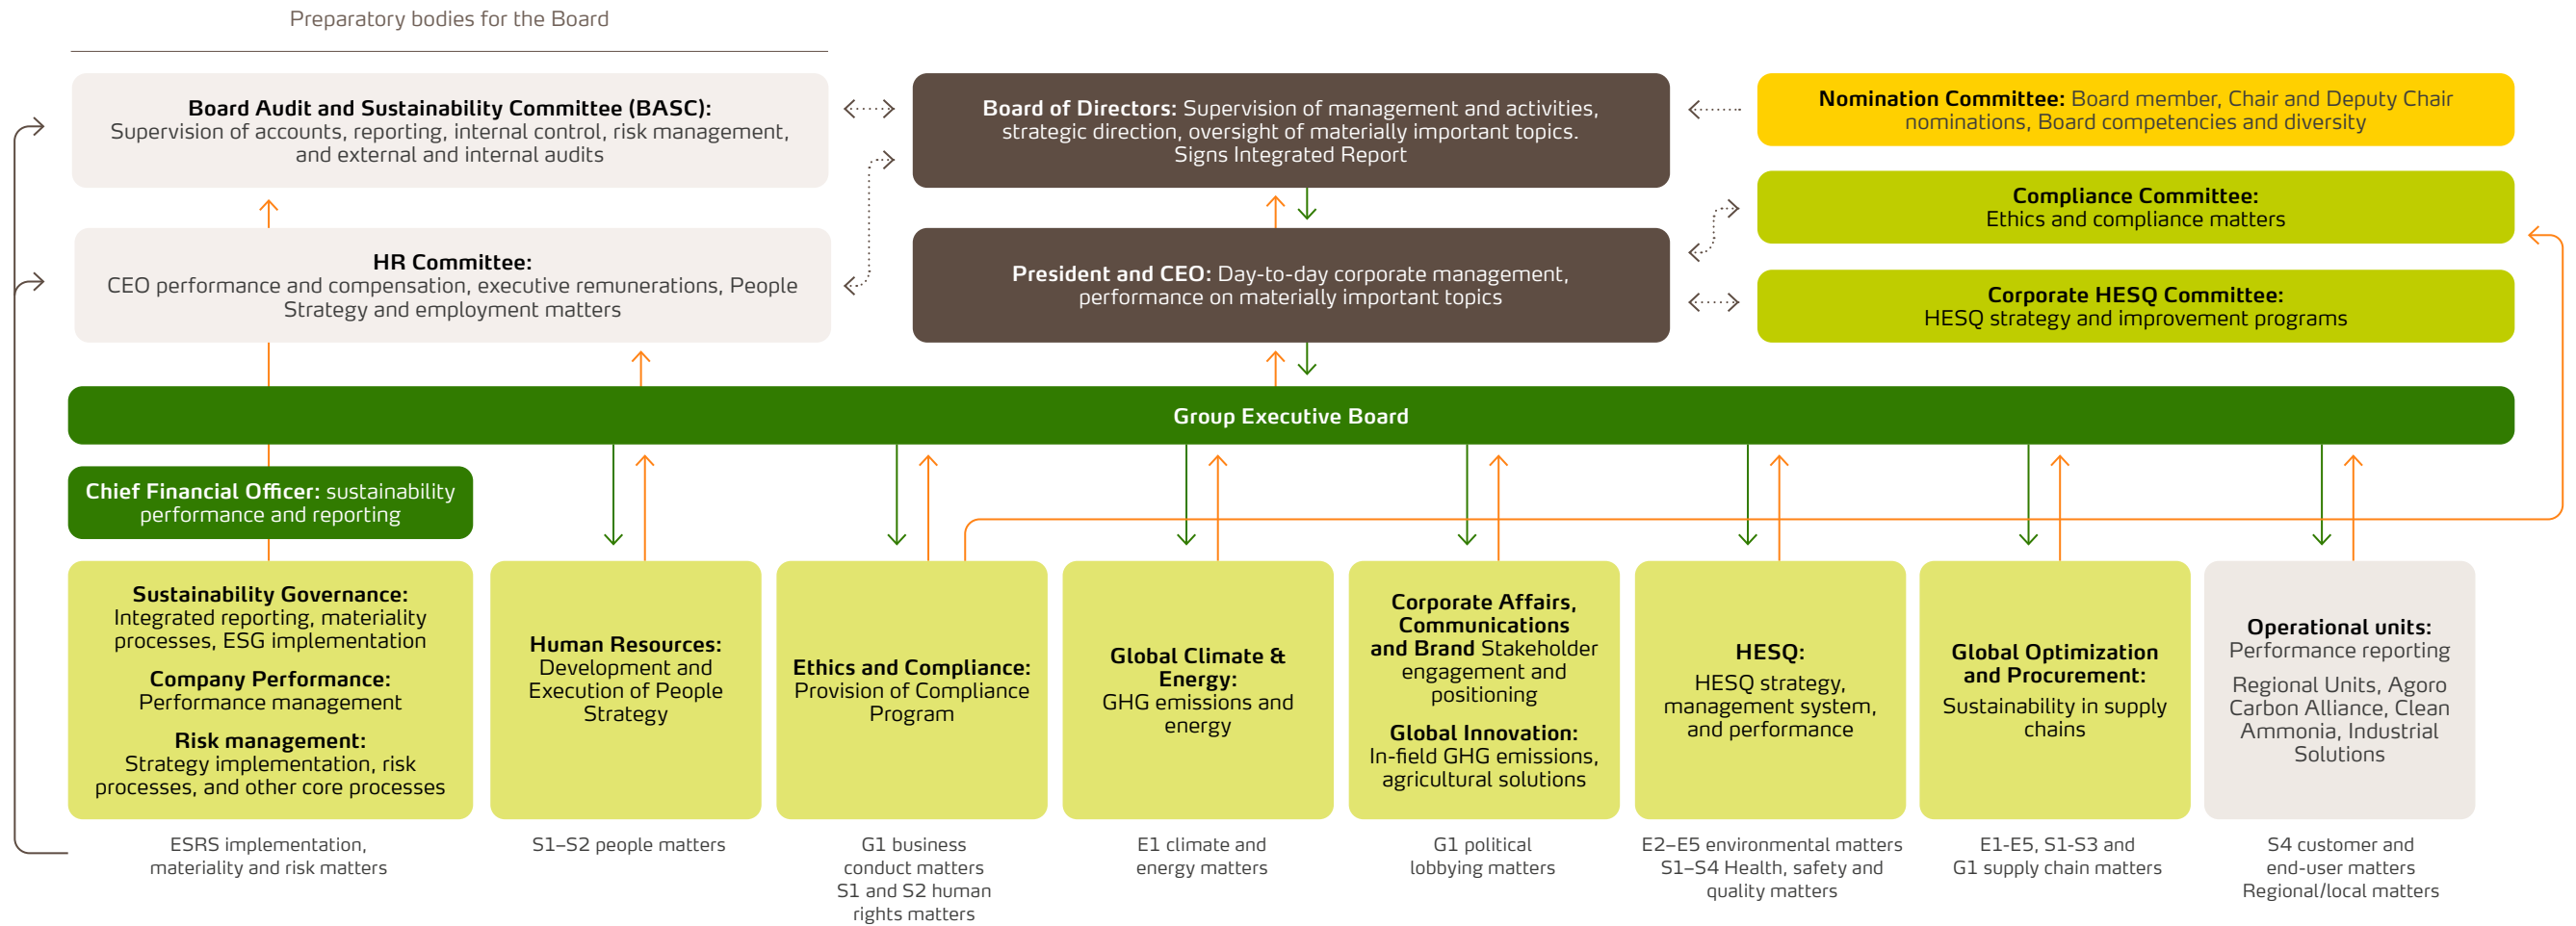 Preparatory bodies for the Board
Board Audit and Sustainability Committee (BASC):
Supervision of accounts, reporting, internal control, risk management,
and external and internal audits
Board of Directors: Supervision of management and activities,
strategic direction, oversight of materially important topics.
Signs Integrated Report
Nomination Committee: Board member, Chair and Deputy Chair
nominations, Board competencies and diversity
Compliance Committee:
Ethics and compliance matters
HR Committee:
CEO performance and compensation, executive remunerations, People
Strategy and employment matters
President and CEO: Day-to-day corporate management,
performance on materially important topics
Corporate HESQ Committee:
HESQ strategy and improvement programs
Group Executive Board
Chief Financial Officer: sustainability
performance and reporting
Sustainability Governance:
Integrated reporting, materiality
processes, ESG implementation
Company Performance:
Performance management
Risk management:
Strategy implementation, risk
processes, and other core processes
Human Resources:
Development and
Execution of People
Strategy
Ethics and Compliance:
Provision of Compliance
Program
Global Climate &
Energy:
GHG emissions and
energy
Corporate Affairs,
Communications
and Brand Stakeholder
engagement and
positioning
Global Innovation:
In-field GHG emissions,
agricultural solutions
HESQ:
HESQ strategy,
management system,
and performance
Global Optimization
and Procurement:
Sustainability in supply
chains
Operational units:
Performance reporting
Regional Units, Agoro
Carbon Alliance, Clean
Ammonia, Industrial
Solutions
ESRS implementation,
materiality and risk matters
S1–S2 people matters
G1 business
conduct matters
S1 and S2 human
rights matters
E1 climate and
energy matters
G1 political
lobbying matters
E2–E5 environmental matters
S1–S4 Health, safety and
quality matters
E1-E5, S1-S3 and
G1 supply chain matters
S4 customer and
end-user matters
Regional/local matters